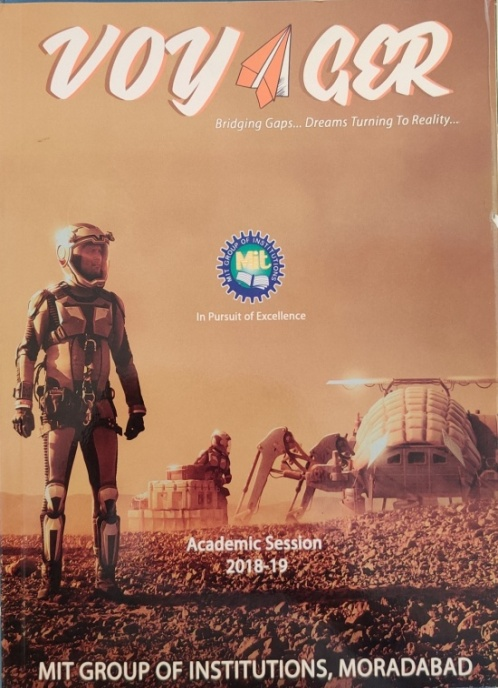 VOYAGER
Bridging Gaps... Dreams Turning To Reality...
MIT GROUP OF INSTITUTIONS
Mit
In Pursuit of Excellence
Academic Session
2018-19
MIT GROUP OF INSTITUTIONS, MORADABAD